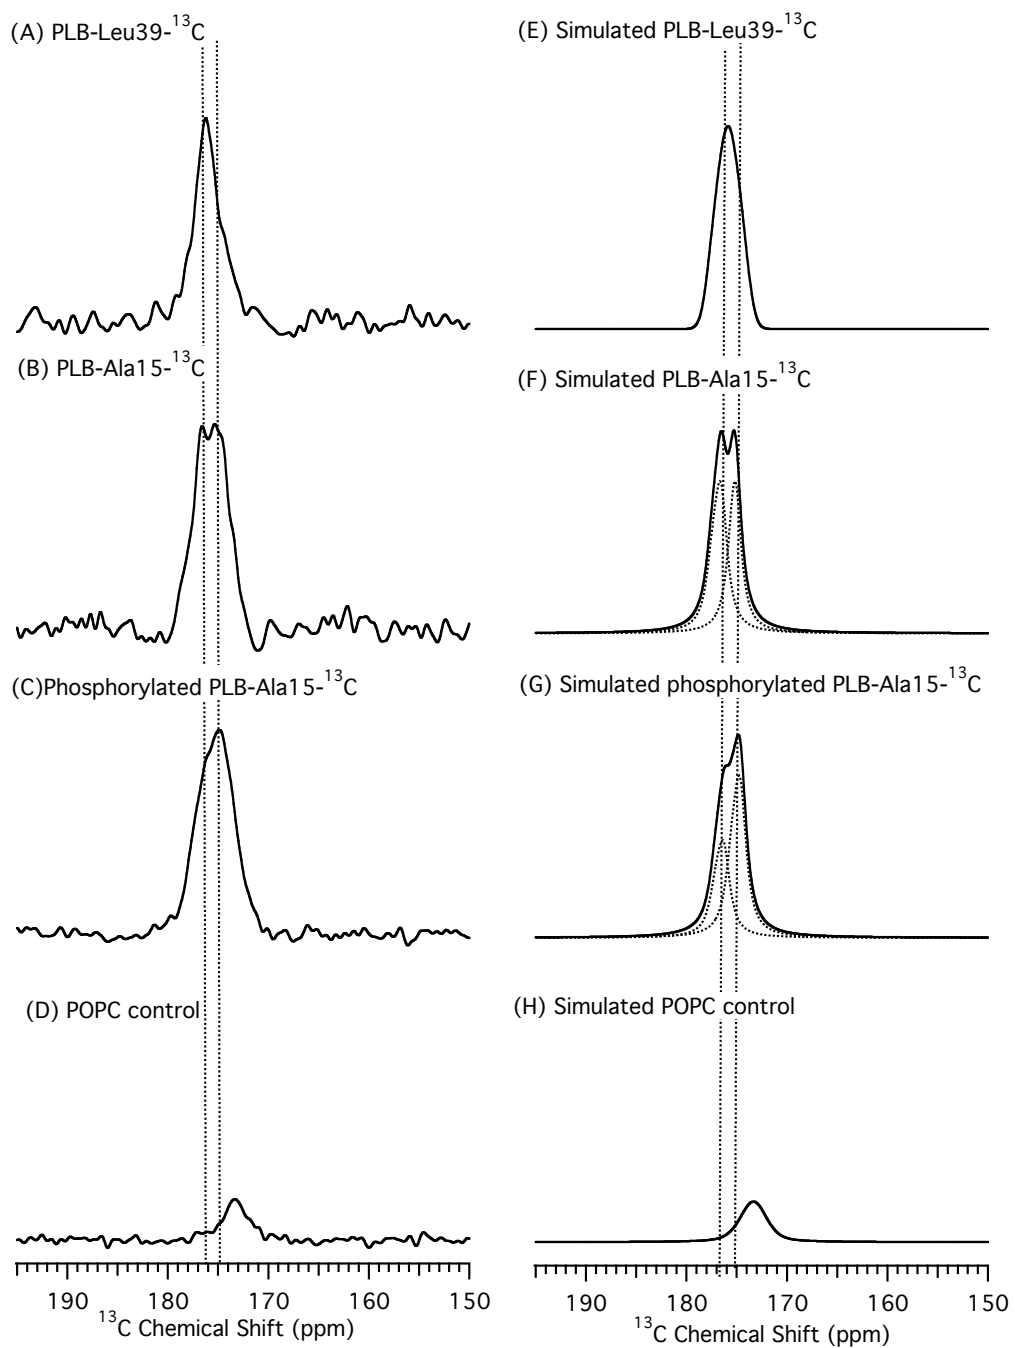 (A) PLB-Leu39-¹³C
(E) Simulated PLB-Leu39-¹³C
(B) PLB-Ala15-¹³C
(F) Simulated PLB-Ala15-¹³C
(C)Phosphorylated PLB-Ala15-¹³C
(G) Simulated phosphorylated PLB-Ala15-¹³C
(D) POPC control
(H) Simulated POPC control
190 180 170 160 150
¹³C Chemical Shift (ppm)
190 180 170 160 150
¹³C Chemical Shift (ppm)